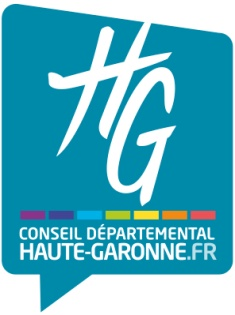 HG
CONSEIL DÉPARTEMENTAL
HAUTE-GARONNE.FR